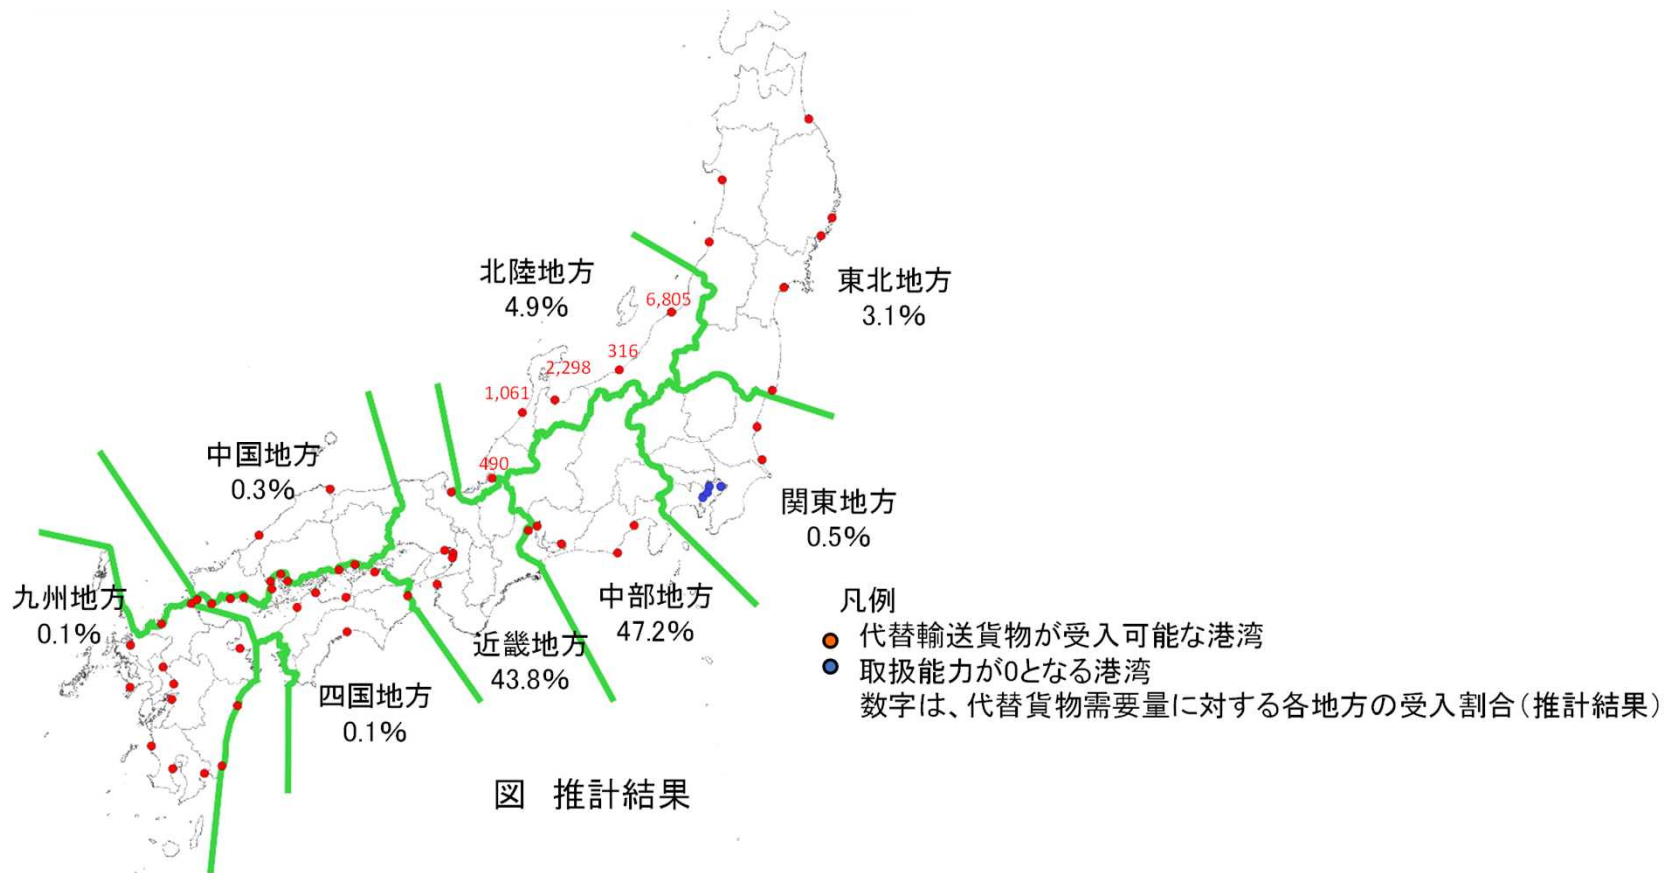 北陸地方
4.9%
6,805
東北地方
3.1%
316
2,298
1,061
中国地方
0.3%
490
関東地方
0.5%
九州地方
0.1%
中部地方
47.2%
近畿地方
43.8%
四国地方
0.1%
凡例
代替輸送貨物が受入可能な港湾
取扱能力が0となる港湾
数字は、代替貨物需要量に対する各地方の受入割合(推計結果)
図 推計結果